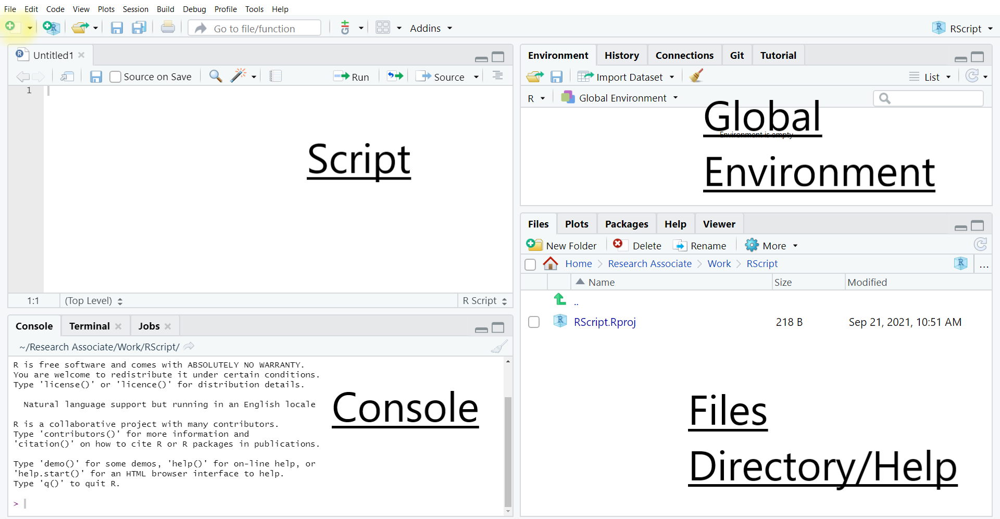 File Edit Code View Plots Session Build Debug Profile Tools Help
Go to file/function Git Addins RScript
Untitled1
Source on Save Run Source
1
Script
1:1 (Top Level) R Script
Console Terminal Jobs
~/Research Associate/Work/RScript/
R is free software and comes with ABSOLUTELY NO WARRANTY.
You are welcome to redistribute it under certain conditions.
Type 'license()' or 'licence()' for distribution details.
Natural language support but running in an English locale
R is a collaborative project with many contributors.
Type 'contributors()' for more information and
'citation()' on how to cite R or R packages in publications.
Type 'demo()' for some demos, 'help()' for on-line help, or
'help.start()' for an HTML browser interface to help.
Type 'q()' to quit R.
>
Console
Environment History Connections Git Tutorial
Import Dataset List
R Global Environment
Global
Environment is empty
Environment
Files Plots Packages Help Viewer
New Folder Delete Rename More
Home Research Associate Work RScript ...
Name Size Modified
..
RScript.Rproj 218 B Sep 21, 2021, 10:51 AM
Files
Directory/Help